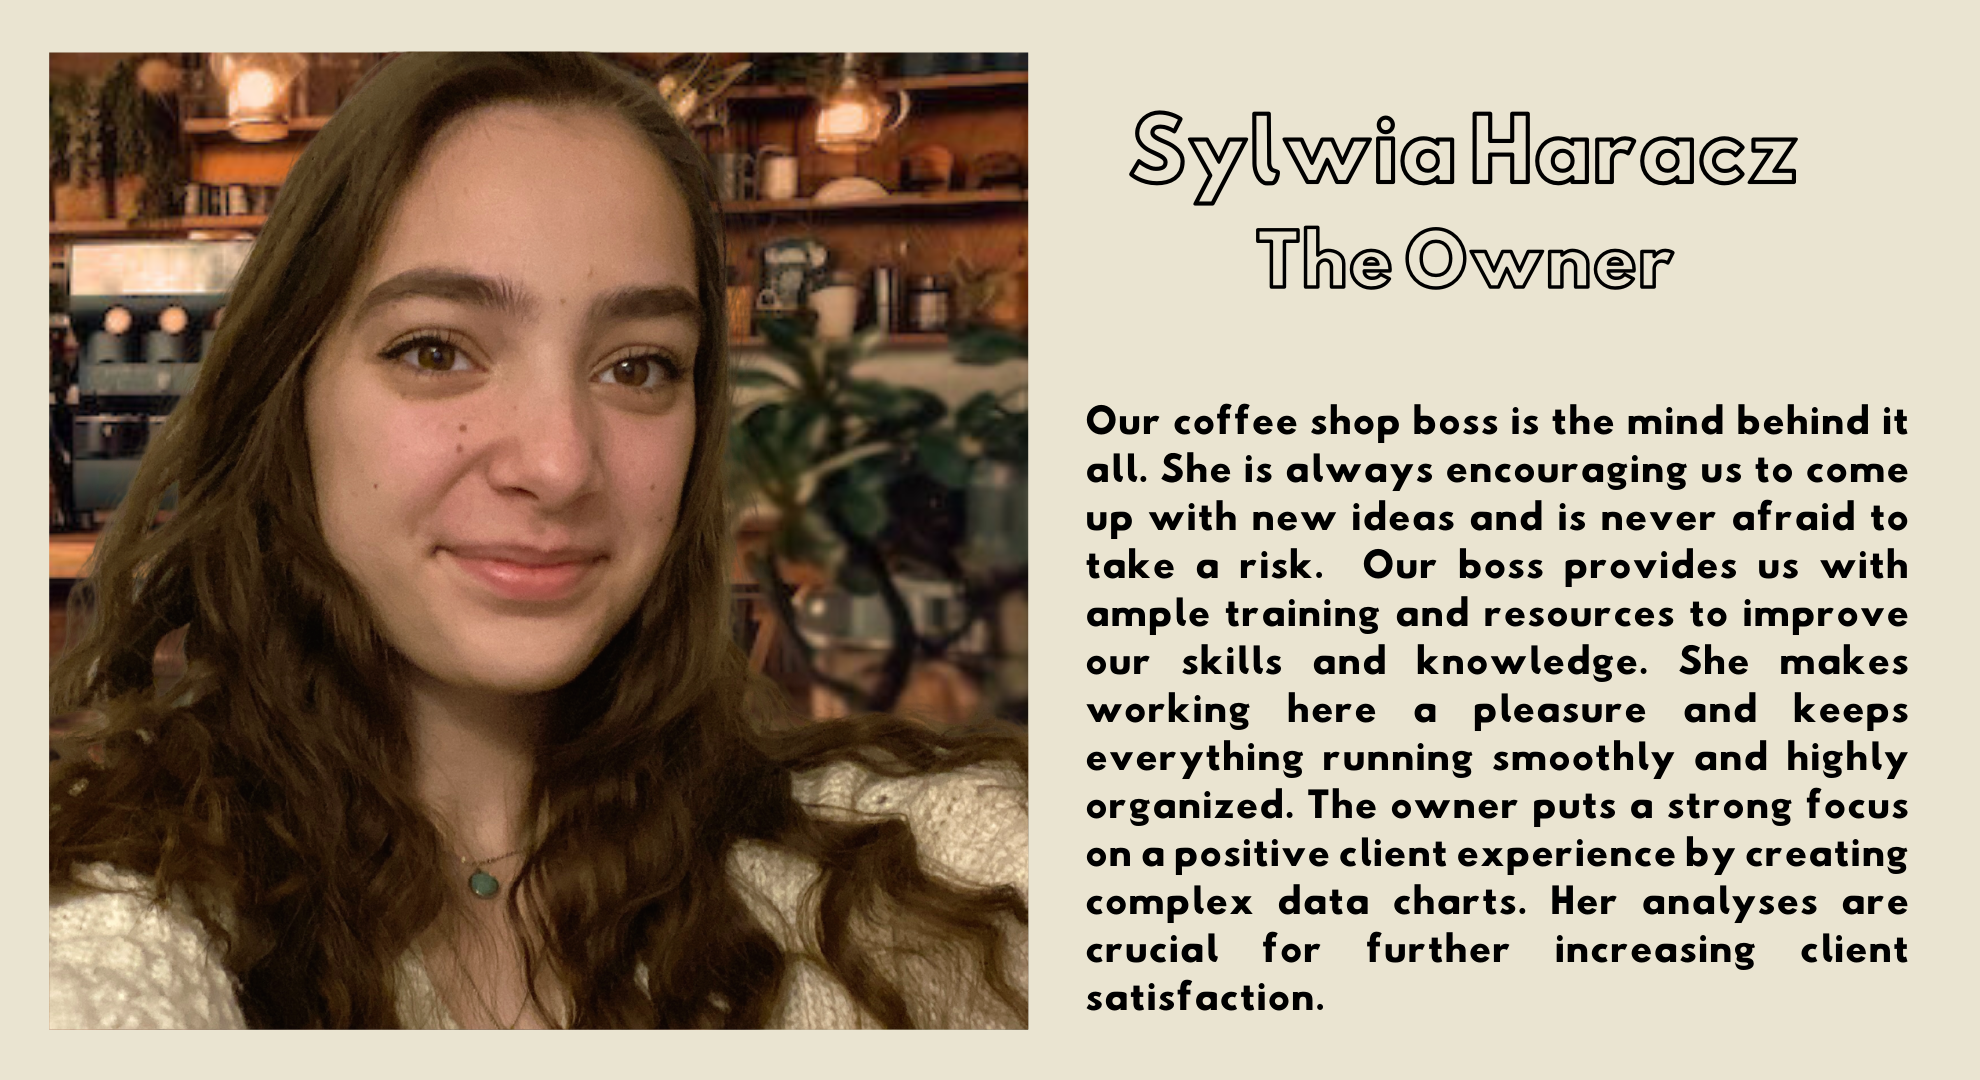 Sylwia Haracz
The Owner
Our coffee shop boss is the mind behind it
all. She is always encouraging us to come
up with new ideas and is never afraid to
take a risk.  Our boss provides us with
ample training and resources to improve
our skills and knowledge. She makes
working here a pleasure and keeps
everything running smoothly and highly
organized. The owner puts a strong focus
on a positive client experience by creating
complex data charts. Her analyses are
crucial for further increasing client
satisfaction.